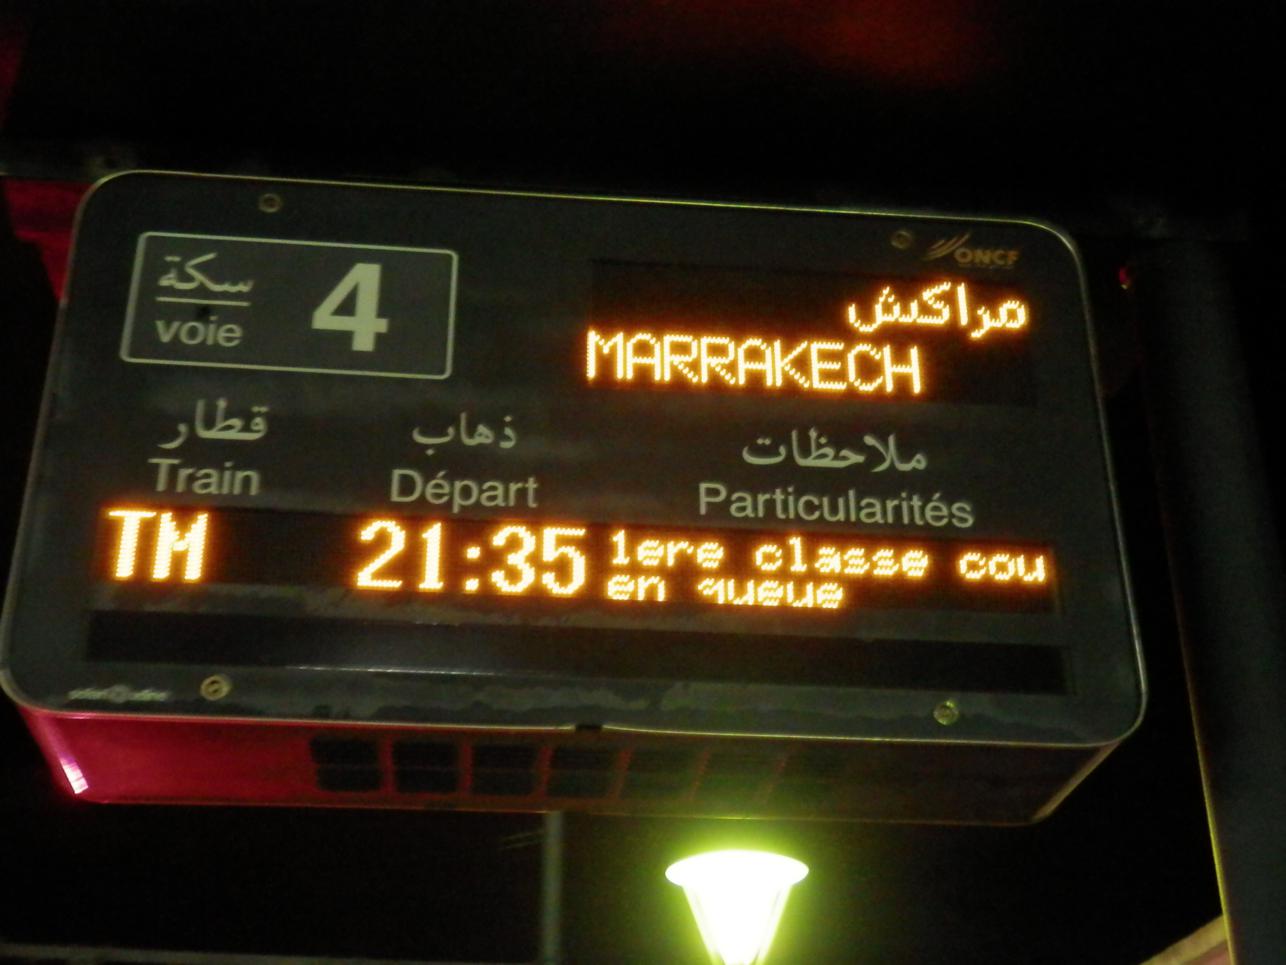 ONCF
سكة
voie
4
مراكش
MARRAKECH
قطار
ذهاب
ملاحظات
Train
Départ
Particularités
TM
21:35
1ere classe cou
en queue